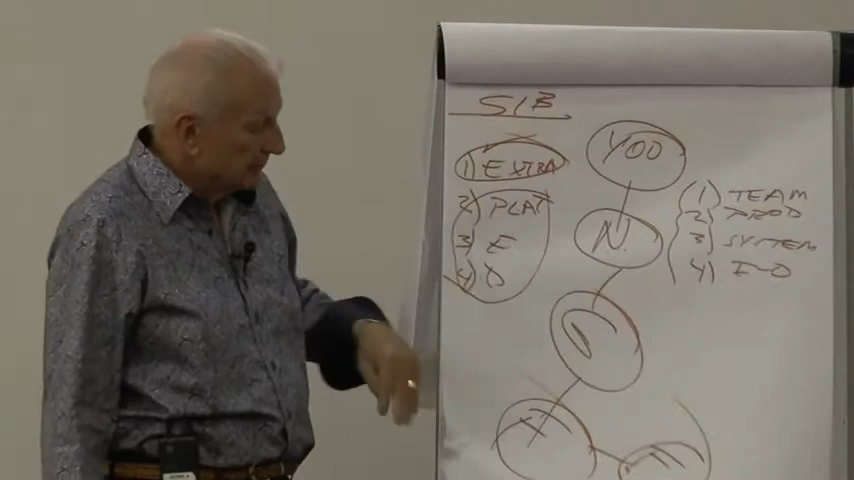 SIB
1) EXTRA
2) PLAT
3) E
4) D
YOU
N.
1) TEAM
2) PROD
3) SYSTEM
4) I-D